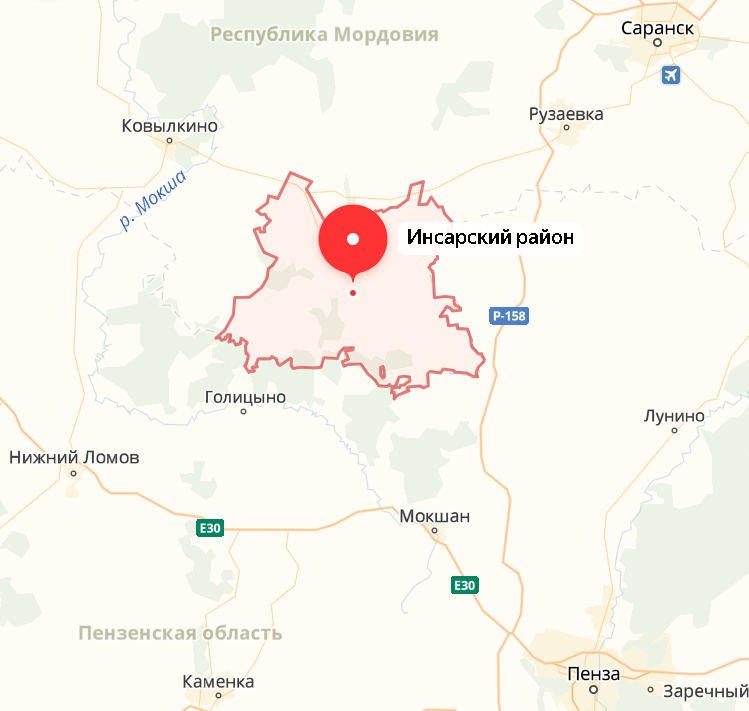 Саранск
Республика Мордовия
Рузаевка
Ковылкино
р. Мокша
Инсарский район
Р-158
Голицыно
Лунино
Нижний Ломов
Мокшан
E30
E30
Пензенская область
Пенза
Каменка
Заречный